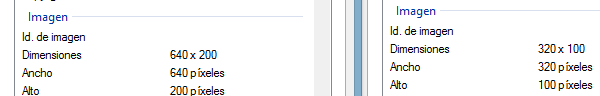 Imagen
Id. de imagen
Dimensiones 640 x 200
Ancho 640 píxeles
Alto 200 píxeles
Imagen
Id. de imagen
Dimensiones 320 x 100
Ancho 320 píxeles
Alto 100 píxeles